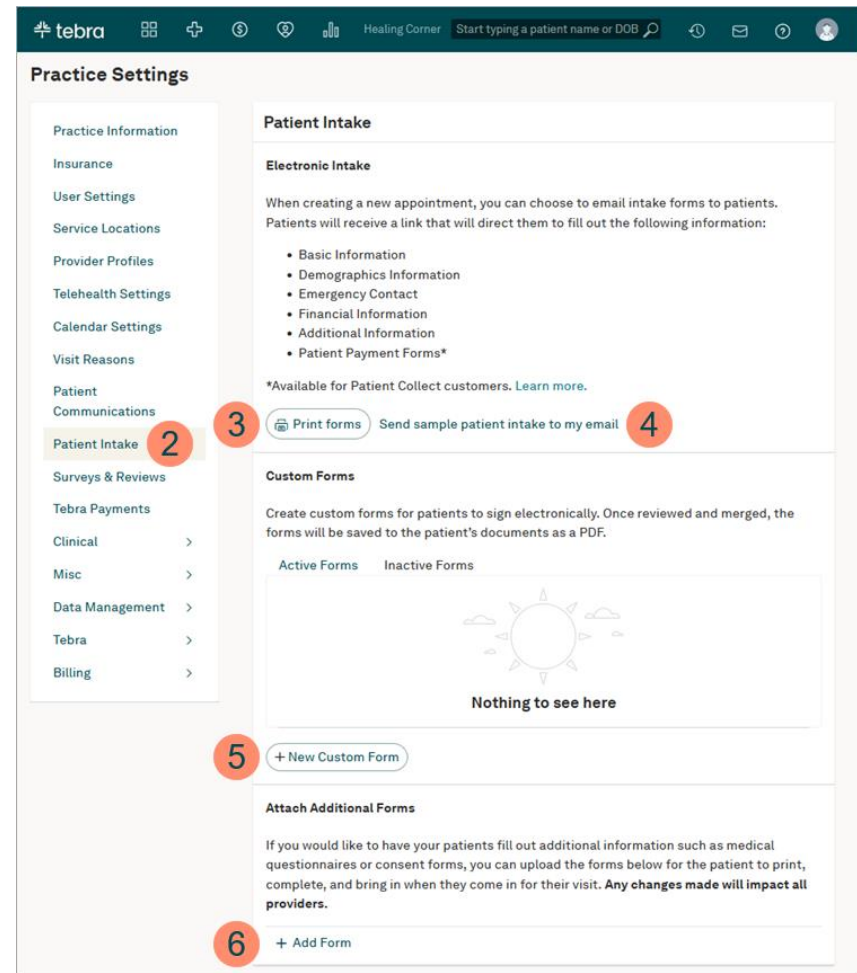 tebra
Healing Corner
Start typing a patient name or DOB
Practice Settings
Practice Information
Insurance
User Settings
Service Locations
Provider Profiles
Telehealth Settings
Calendar Settings
Visit Reasons
Patient
Communications
Patient Intake
2
Surveys & Reviews
Tebra Payments
Clinical >
Misc >
Data Management >
Tebra >
Billing >
Patient Intake
Electronic Intake
When creating a new appointment, you can choose to email intake forms to patients.
Patients will receive a link that will direct them to fill out the following information:
• Basic Information
• Demographics Information
• Emergency Contact
• Financial Information
• Additional Information
• Patient Payment Forms*
*Available for Patient Collect customers. Learn more.
3 Print forms Send sample patient intake to my email 4
Custom Forms
Create custom forms for patients to sign electronically. Once reviewed and merged, the
forms will be saved to the patient's documents as a PDF.
Active Forms Inactive Forms
Nothing to see here
5 + New Custom Form
Attach Additional Forms
If you would like to have your patients fill out additional information such as medical
questionnaires or consent forms, you can upload the forms below for the patient to print,
complete, and bring in when they come in for their visit. Any changes made will impact all
providers.
6 + Add Form